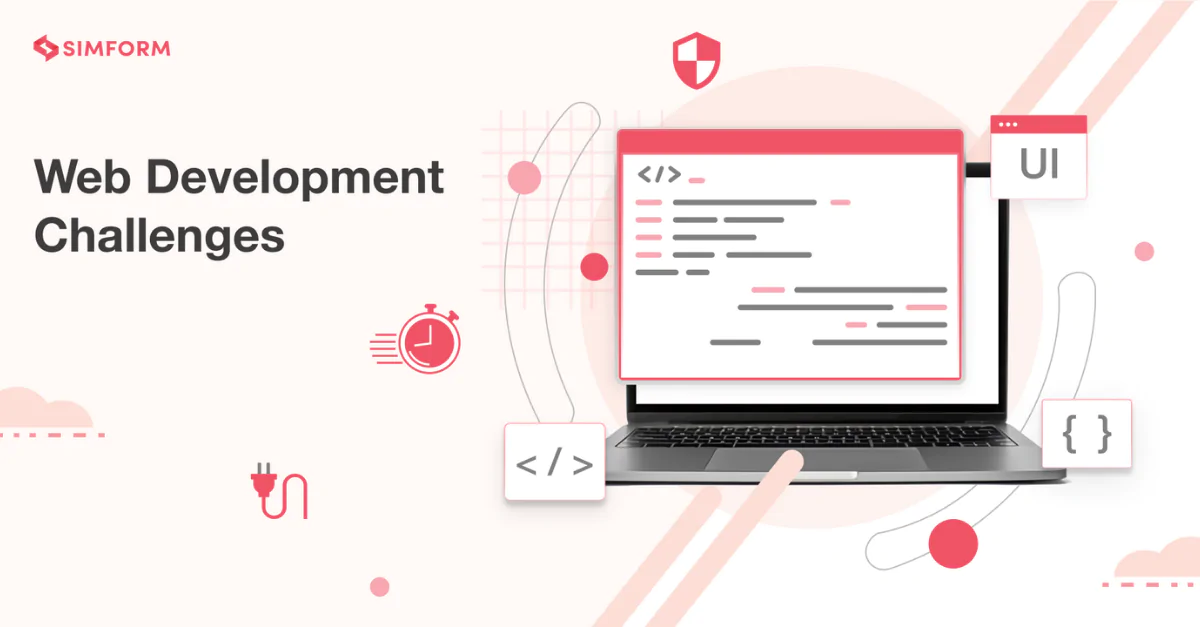 SIMFORM
Web Development
Challenges
</>
UI
</>
{ }